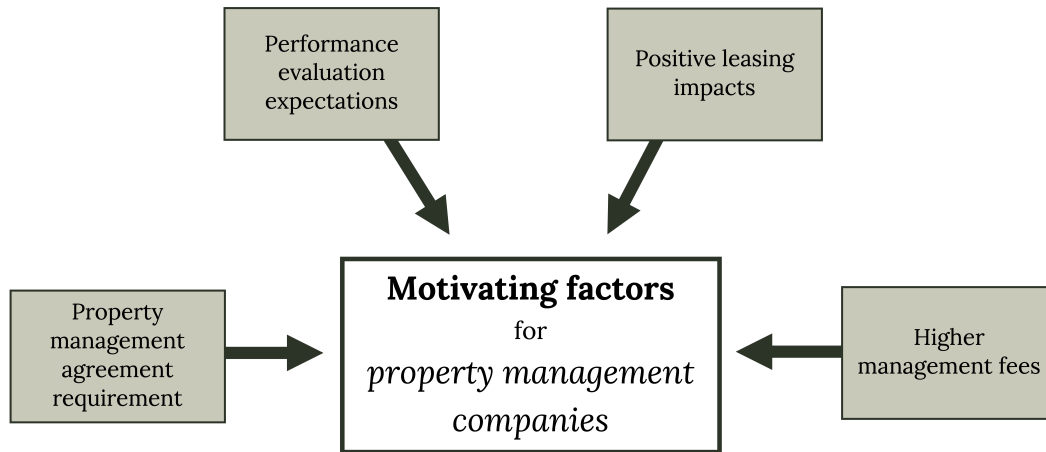 Performance
evaluation
expectations
Positive leasing
impacts
Property
management
agreement
requirement
Motivating factors
for
property management
companies
Higher
management fees